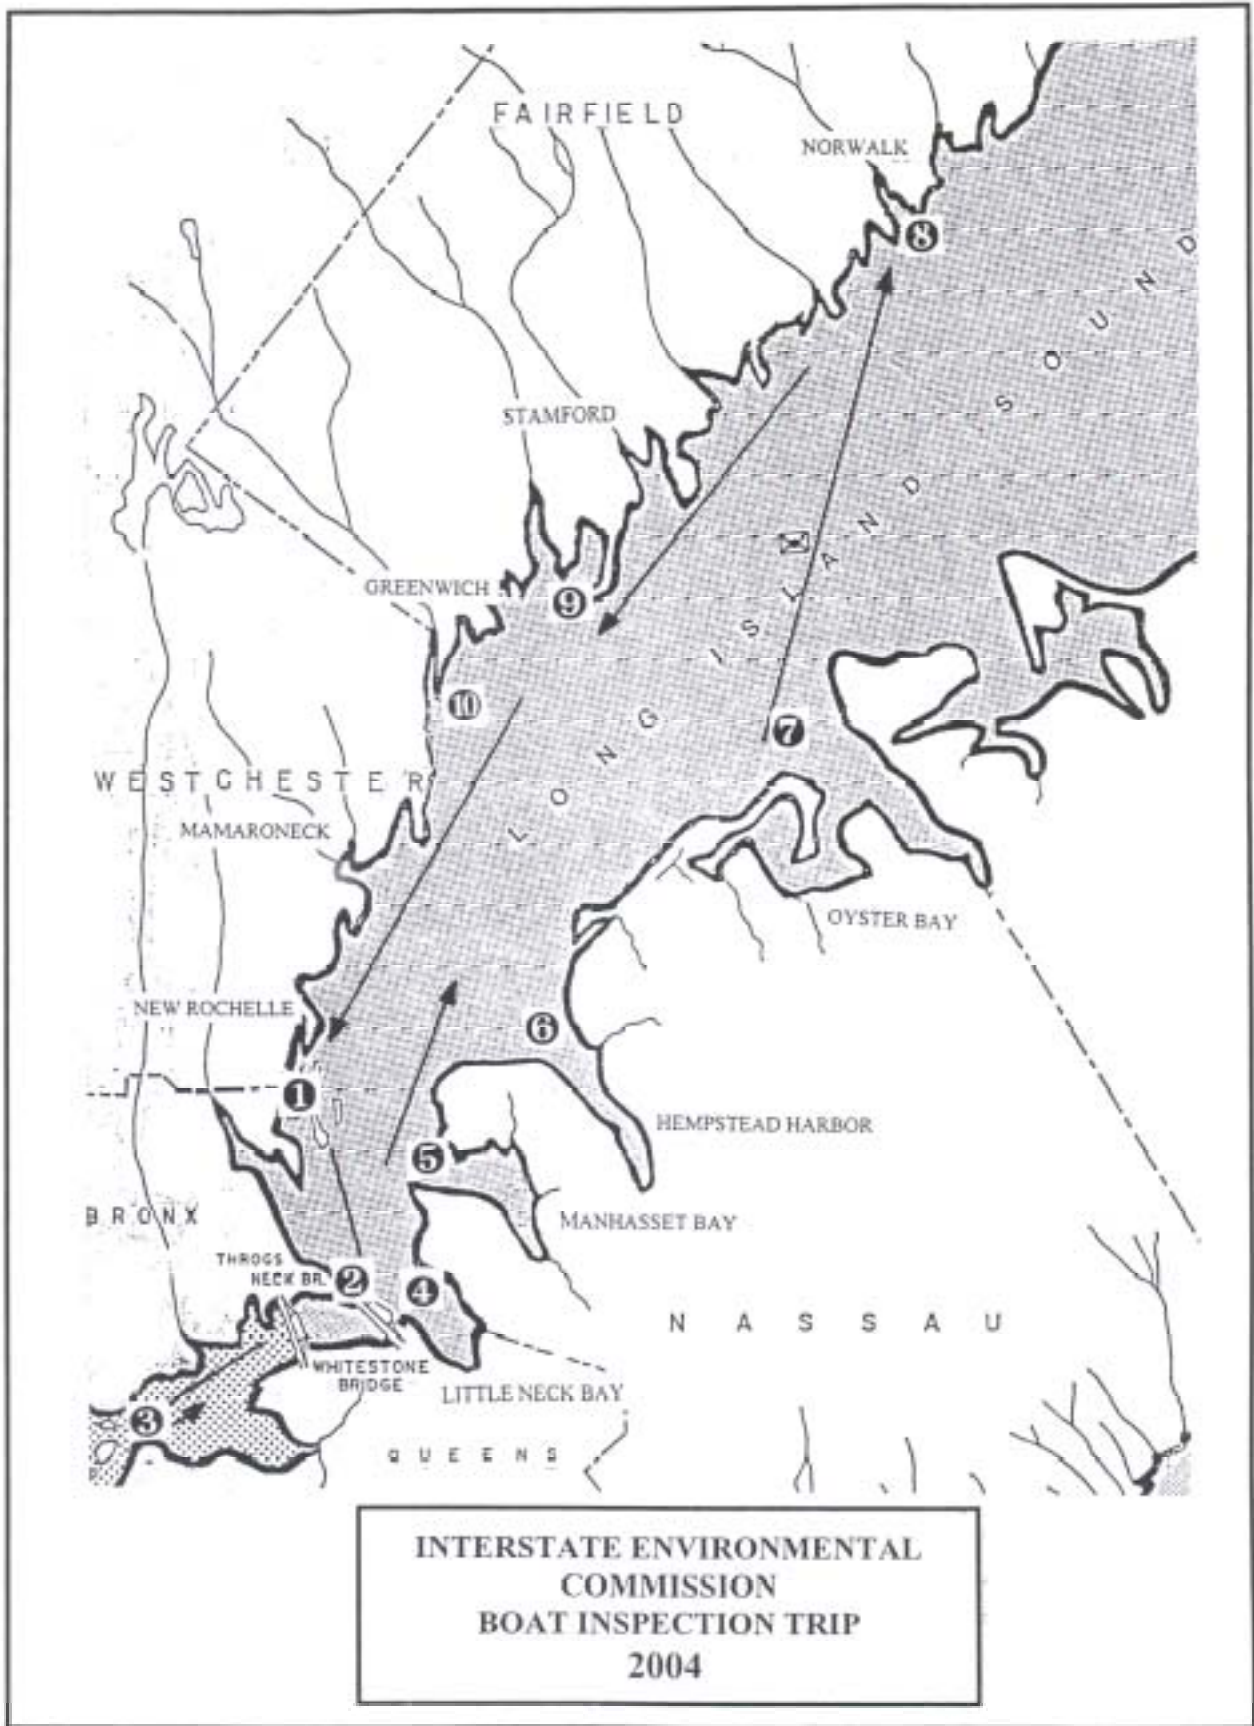 FAIRFIELD
NORWALK
8
STAMFORD
LONG ISLAND SOUND
GREENWICH
9
10
7
WESTCHESTER
MAMARONECK
OYSTER BAY
NEW ROCHELLE
6
1
HEMPSTEAD HARBOR
5
BRONX
MANHASSET BAY
THROGS
NECK BR.
2
4
NASSAU
WHITESTONE
BRIDGE
LITTLE NECK BAY
3
QUEENS
INTERSTATE ENVIRONMENTAL
COMMISSION
BOAT INSPECTION TRIP
2004